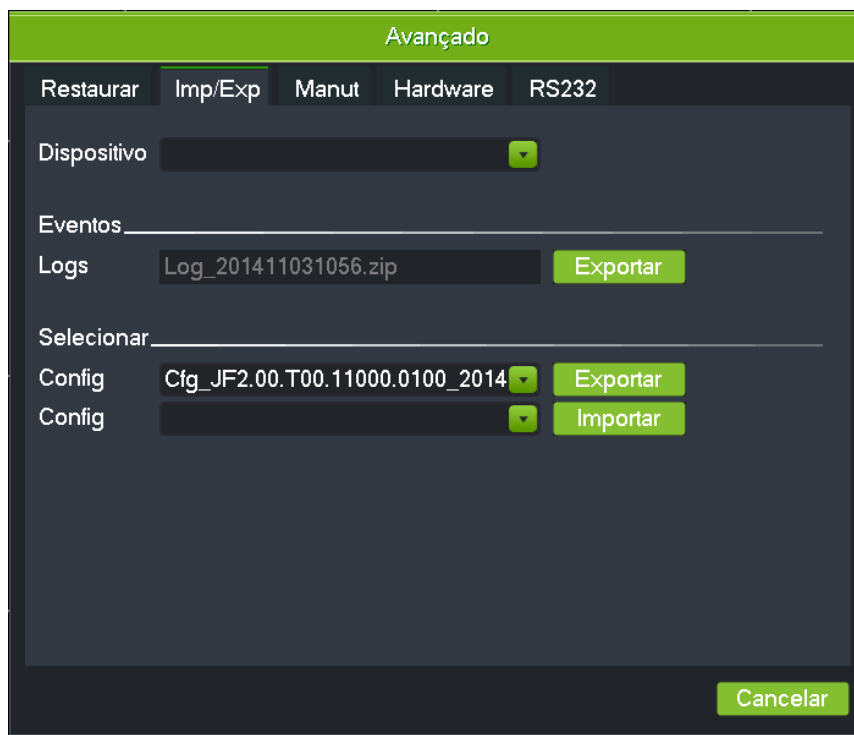 Avançado
Restaurar Imp/Exp Manut Hardware RS232
Dispositivo
Eventos
Logs Log_201411031056.zip Exportar
Selecionar
Config Cfg_JF2.00.T00.11000.0100_2014 Exportar
Config Importar
Cancelar